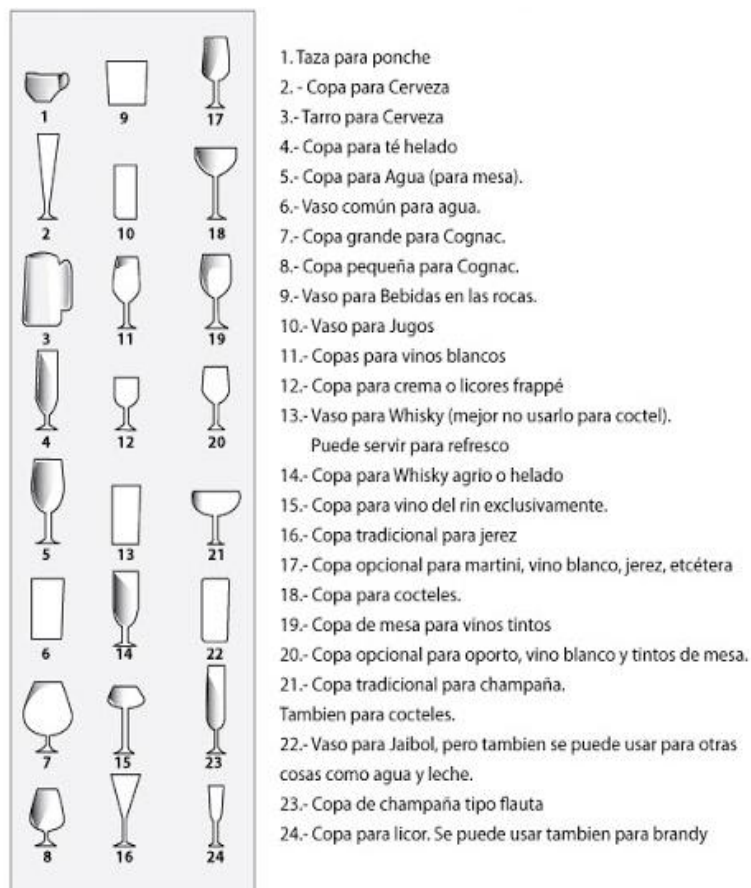 1
9
17
2
10
18
3
11
19
4
12
20
5
13
21
6
14
22
7
15
23
8
16
24
1. Taza para ponche
2. - Copa para Cerveza
3.- Tarro para Cerveza
4.- Copa para té helado
5.- Copa para Agua (para mesa).
6.- Vaso común para agua.
7.- Copa grande para Cognac.
8.- Copa pequeña para Cognac.
9.- Vaso para Bebidas en las rocas.
10.- Vaso para Jugos
11.- Copas para vinos blancos
12.- Copa para crema o licores frappé
13.- Vaso para Whisky (mejor no usarlo para coctel).
Puede servir para refresco
14.- Copa para Whisky agrio o helado
15.- Copa para vino del rin exclusivamente.
16.- Copa tradicional para jerez
17.- Copa opcional para martini, vino blanco, jerez, etcétera
18.- Copa para cocteles.
19.- Copa de mesa para vinos tintos
20.- Copa opcional para oporto, vino blanco y tintos de mesa.
21.- Copa tradicional para champaña.
Tambien para cocteles.
22.- Vaso para Jaibol, pero tambien se puede usar para otras
cosas como agua y leche.
23.- Copa de champaña tipo flauta
24.- Copa para licor. Se puede usar tambien para brandy